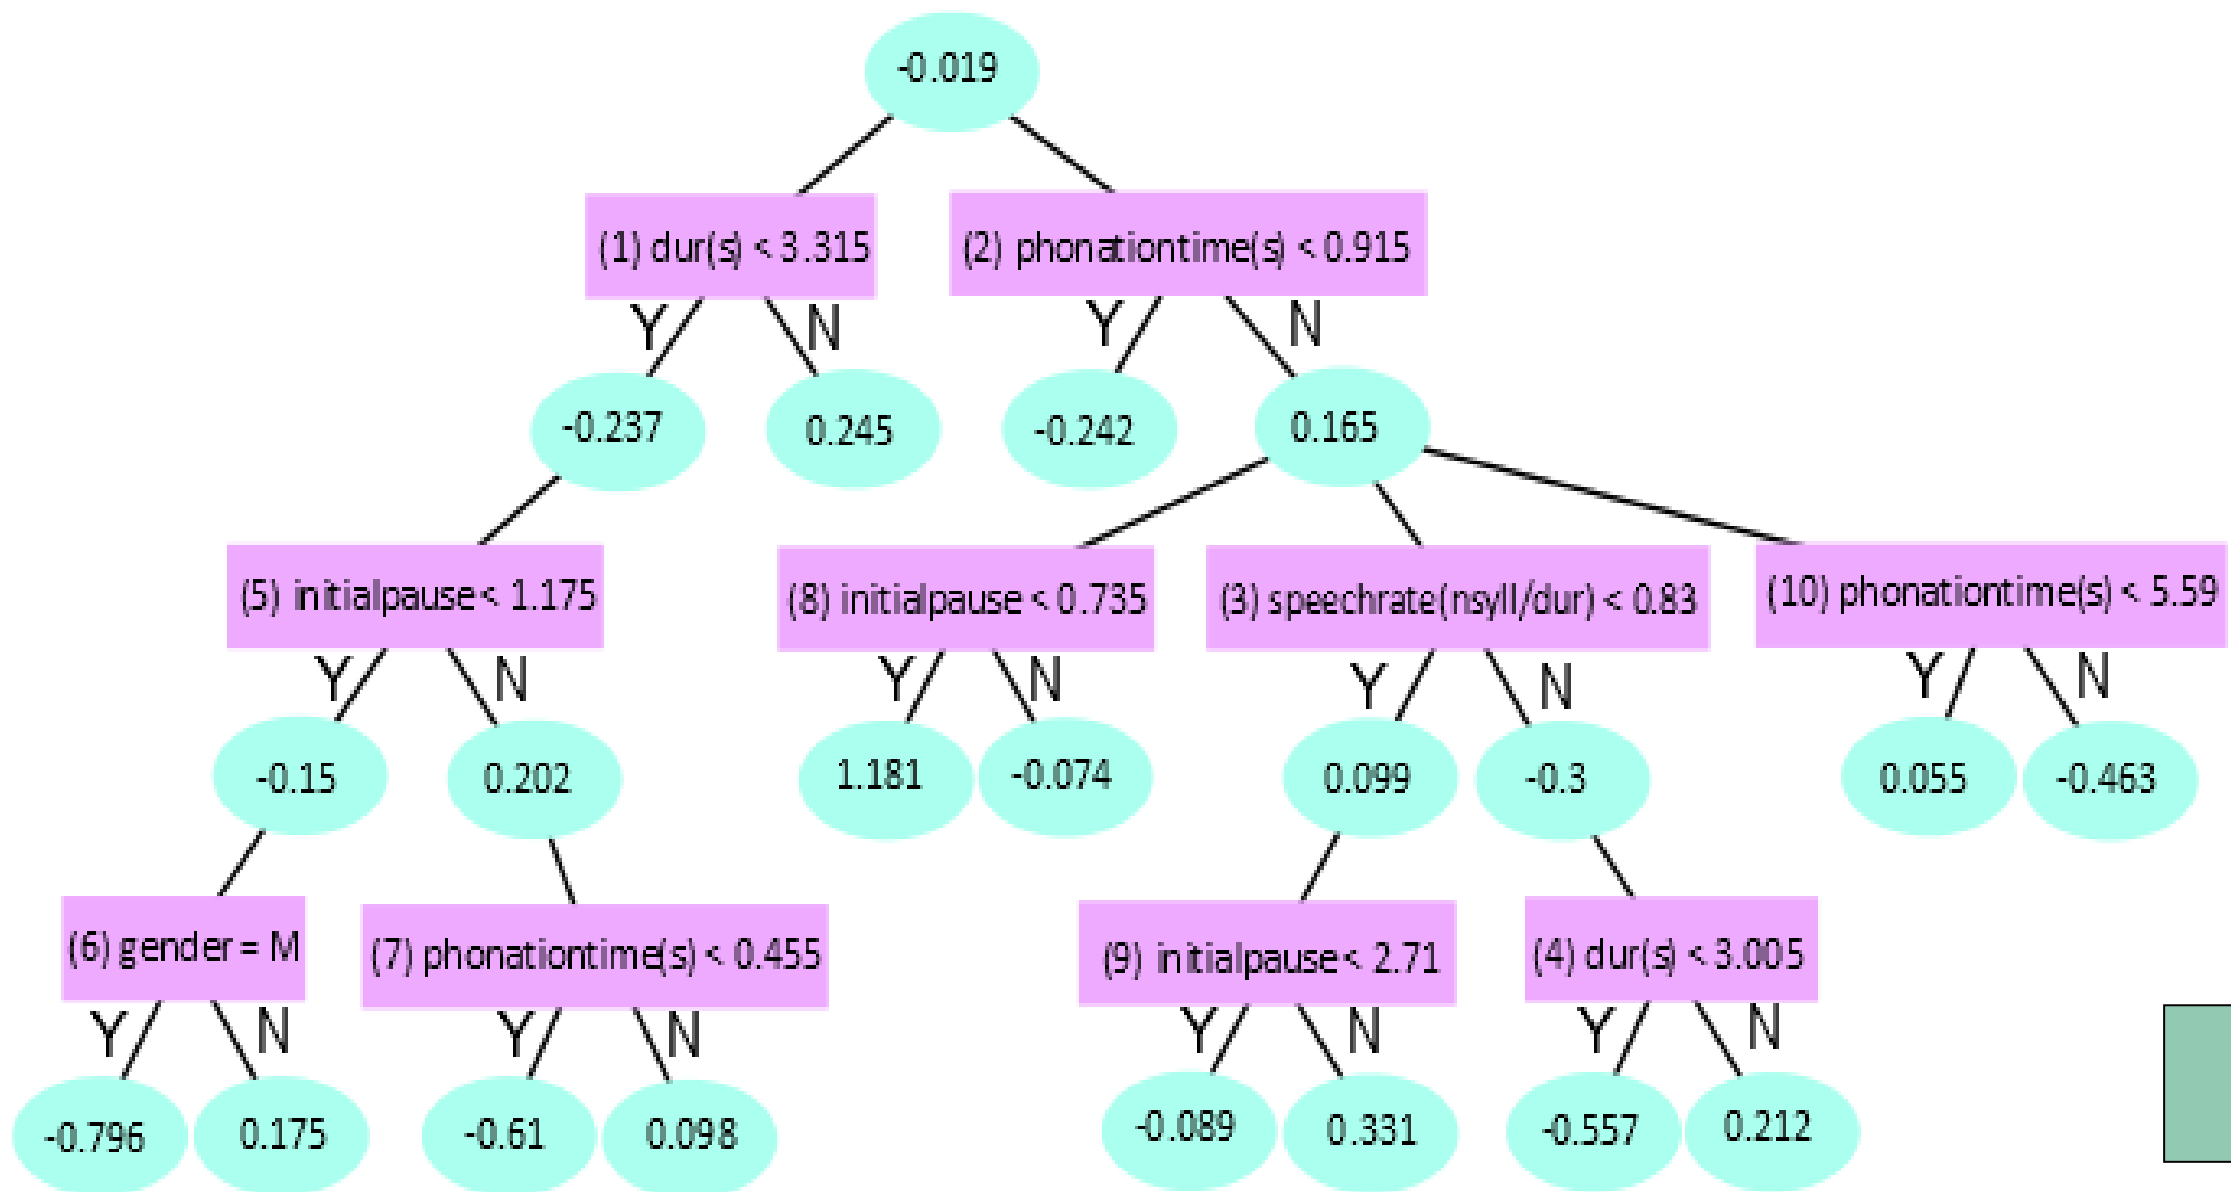 -0.019
(1) dur(s) < 3.315 (2) phonationtime(s) < 0.915
Y N Y N
-0.237 0.245 -0.242 0.165
(5) initialpause < 1.175 (8) initialpause < 0.735 (3) speechrate(nsyll/dur) < 0.83 (10) phonationtime(s) < 5.59
Y N Y N Y N Y N
-0.15 0.202 1.181 -0.074 0.099 -0.3 0.055 -0.463
(6) gender = M (7) phonationtime(s) < 0.455 (9) initialpause < 2.71 (4) dur(s) < 3.005
Y N Y N Y N Y N
-0.796 0.175 -0.61 0.098 -0.089 0.331 -0.557 0.212